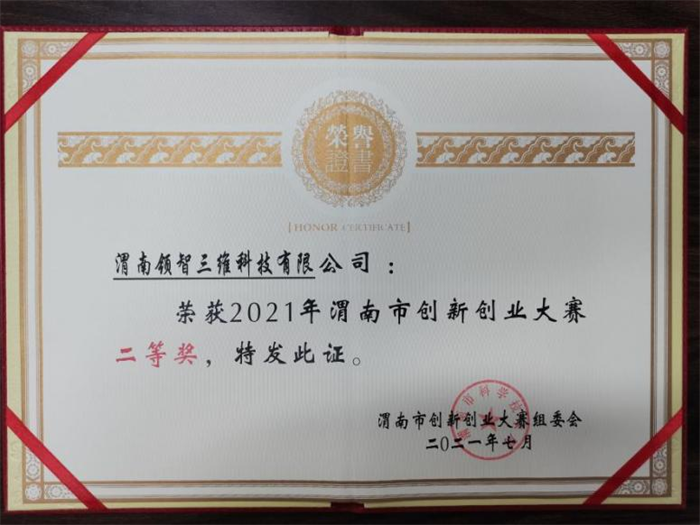 榮譽
證書
[HONOR CERTIFICATE]
渭南领智三维科技有限公司：
荣获2021年渭南市创新创业大赛
二等奖，特发此证。
渭南市创新创业大赛组委会
二〇二一年七月